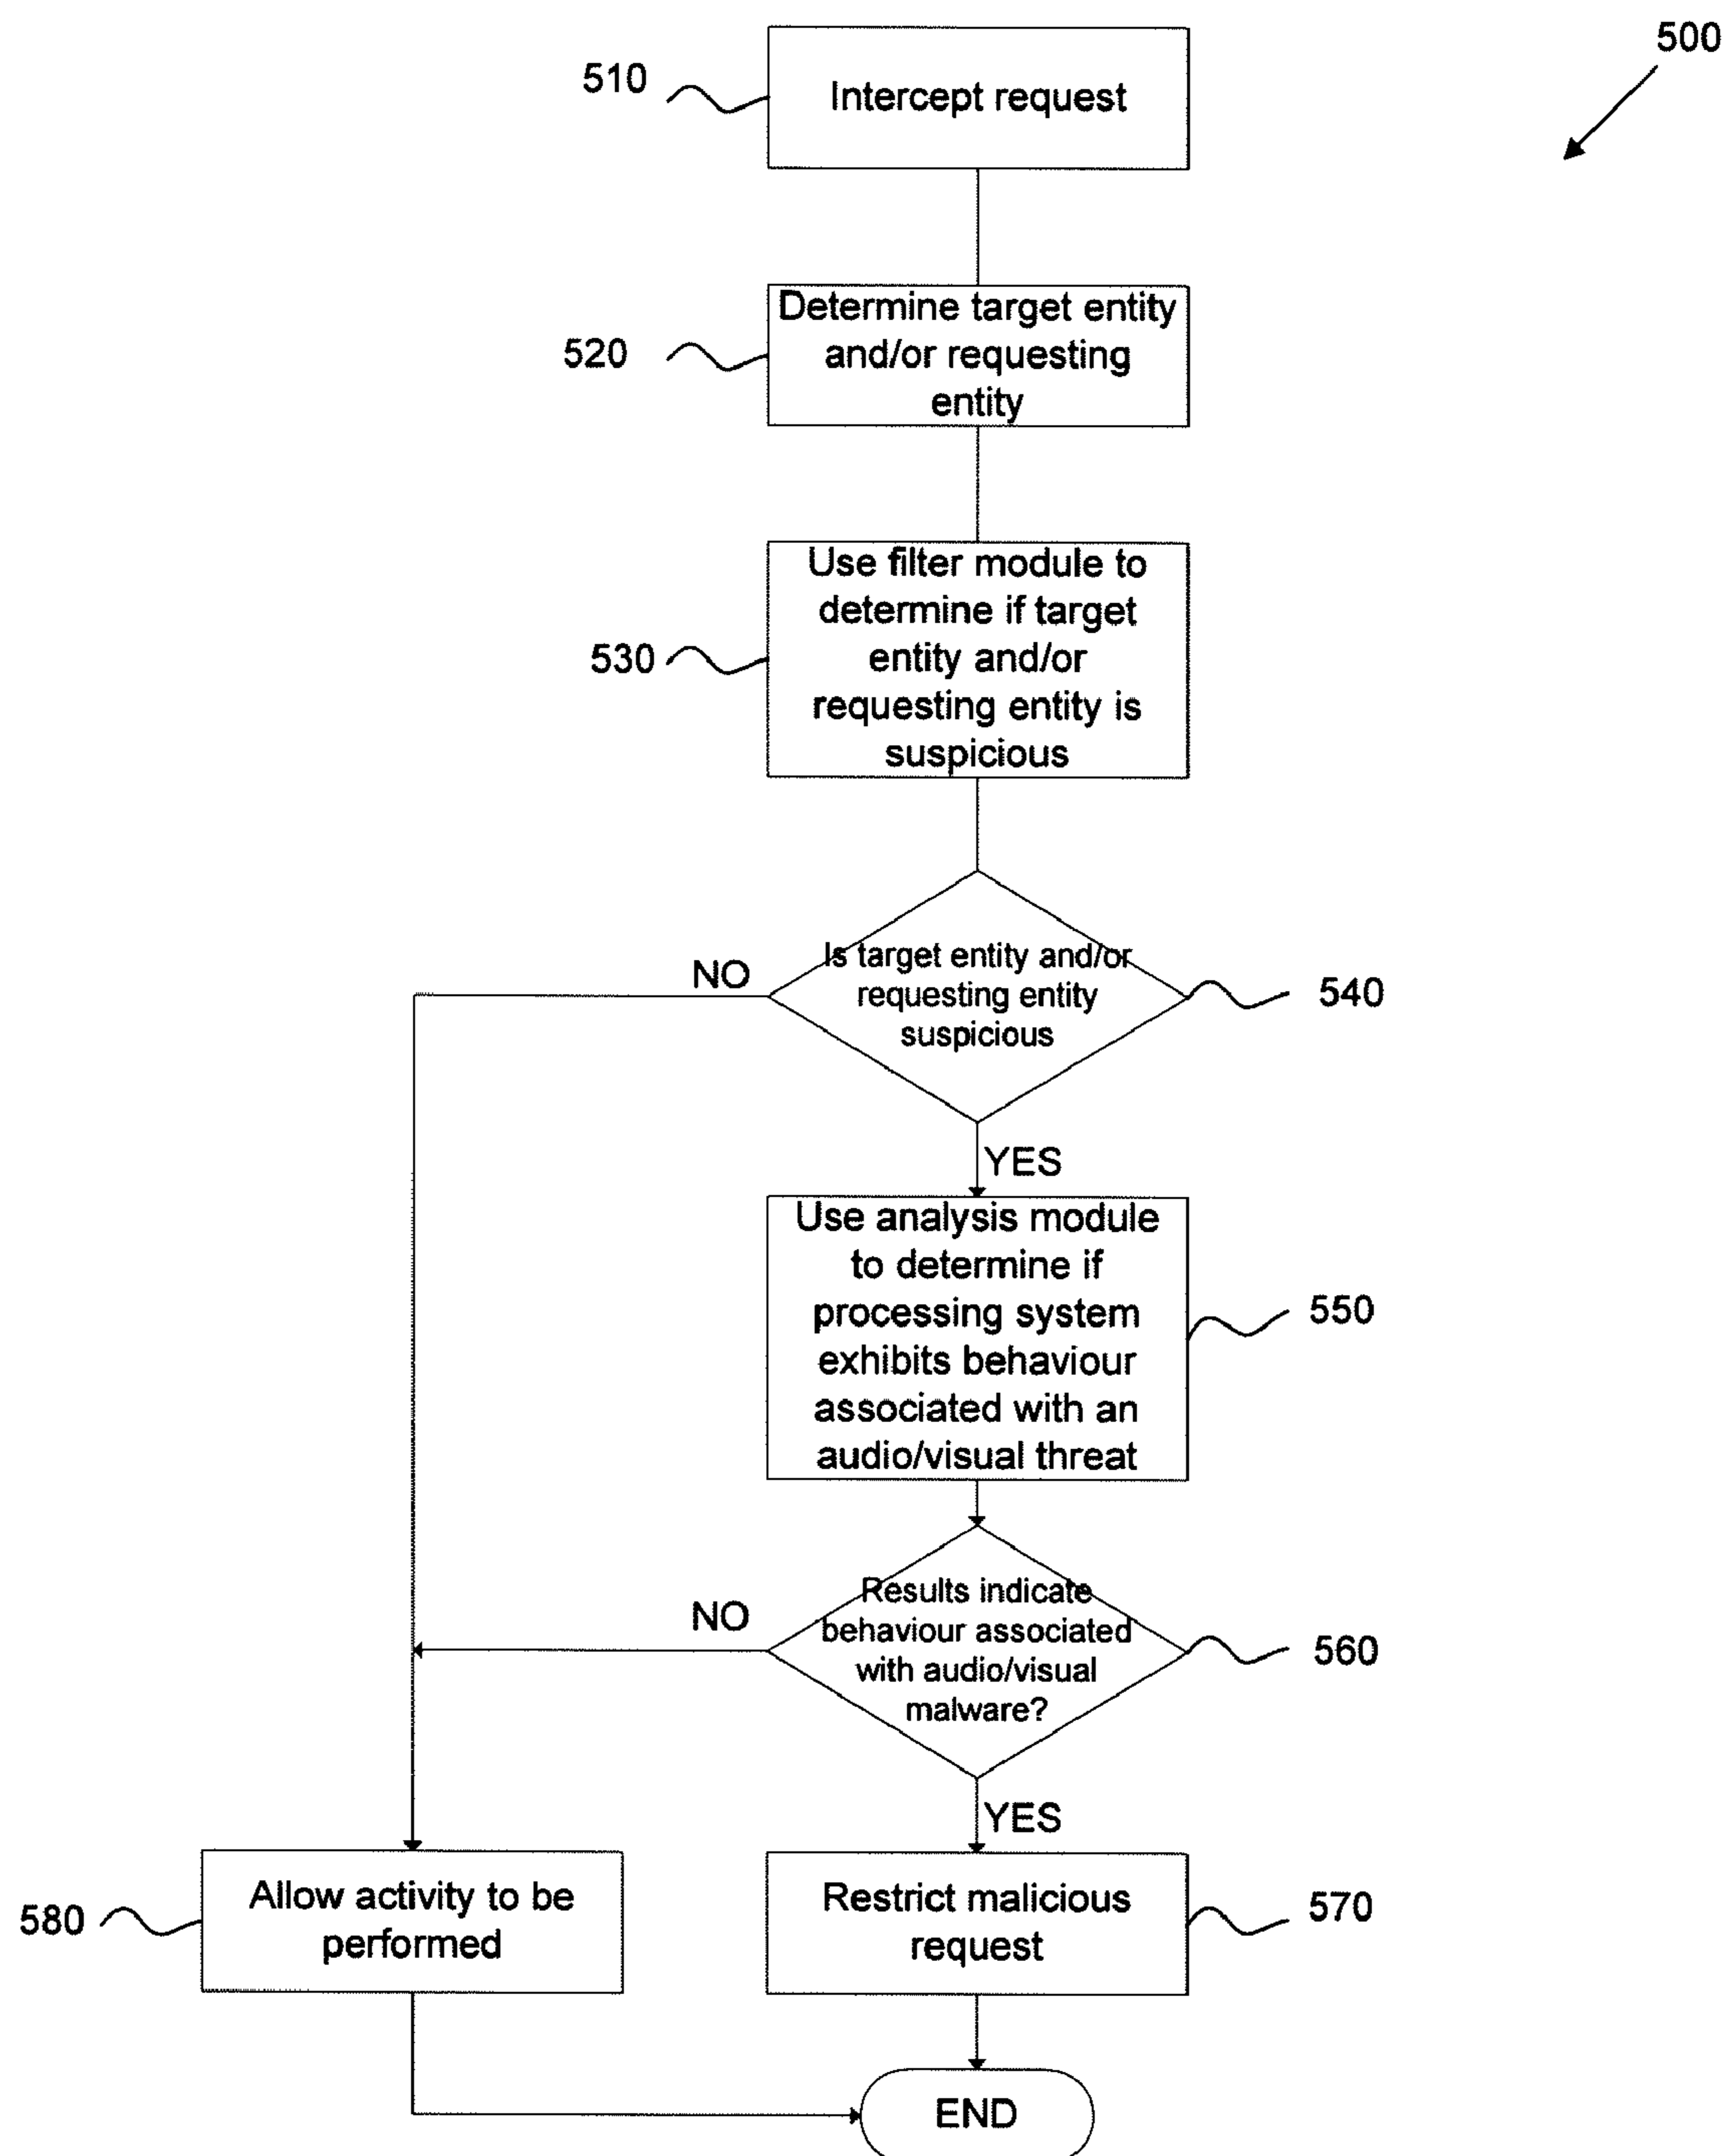 500
510
Intercept request
520
Determine target entity
and/or requesting
entity
530
Use filter module to
determine if target
entity and/or
requesting entity is
suspicious
NO
Is target entity and/or
requesting entity
suspicious
540
YES
Use analysis module
to determine if
processing system
exhibits behaviour
associated with an
audio/visual threat
550
NO
Results indicate
behaviour associated
with audio/visual
malware?
560
YES
580
Allow activity to be
performed
Restrict malicious
request
570
END